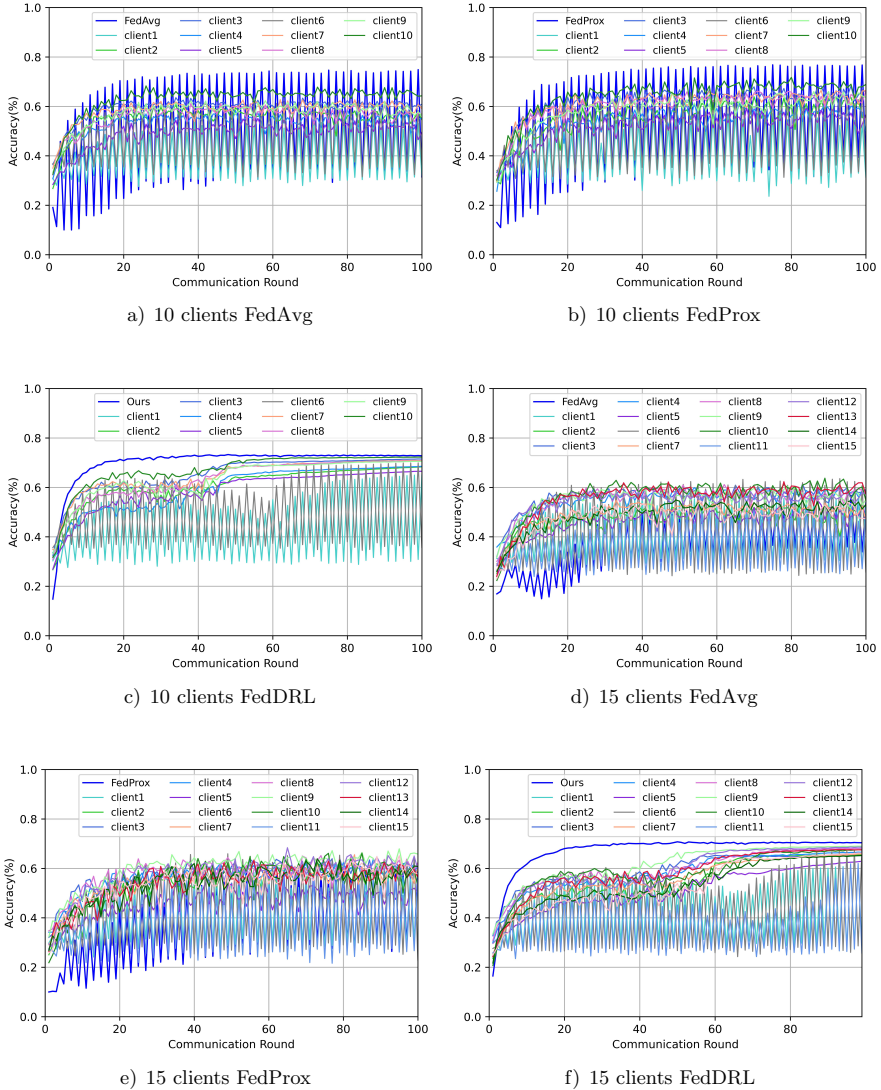 1.0
0.8
0.6
0.4
0.2
0.0
Accuracy(%)
FedAvg client3 client6 client9
client1 client4 client7 client10
client2 client5 client8
0 20 40 60 80 100
Communication Round
a) 10 clients FedAvg
1.0
0.8
0.6
0.4
0.2
0.0
Accuracy(%)
FedProx client3 client6 client9
client1 client4 client7 client10
client2 client5 client8
0 20 40 60 80 100
Communication Round
b) 10 clients FedProx
1.0
0.8
0.6
0.4
0.2
0.0
Accuracy(%)
Ours client3 client6 client9
client1 client4 client7 client10
client2 client5 client8
0 20 40 60 80 100
Communication Round
c) 10 clients FedDRL
1.0
0.8
0.6
0.4
0.2
0.0
Accuracy(%)
FedAvg client4 client8 client12
client1 client5 client9 client13
client2 client6 client10 client14
client3 client7 client11 client15
0 20 40 60 80 100
Communication Round
d) 15 clients FedAvg
1.0
0.8
0.6
0.4
0.2
0.0
Accuracy(%)
FedProx client4 client8 client12
client1 client5 client9 client13
client2 client6 client10 client14
client3 client7 client11 client15
0 20 40 60 80 100
Communication Round
e) 15 clients FedProx
1.0
0.8
0.6
0.4
0.2
0.0
Accuracy(%)
Ours client4 client8 client12
client1 client5 client9 client13
client2 client6 client10 client14
client3 client7 client11 client15
0 20 40 60 80
Communication Round
f) 15 clients FedDRL